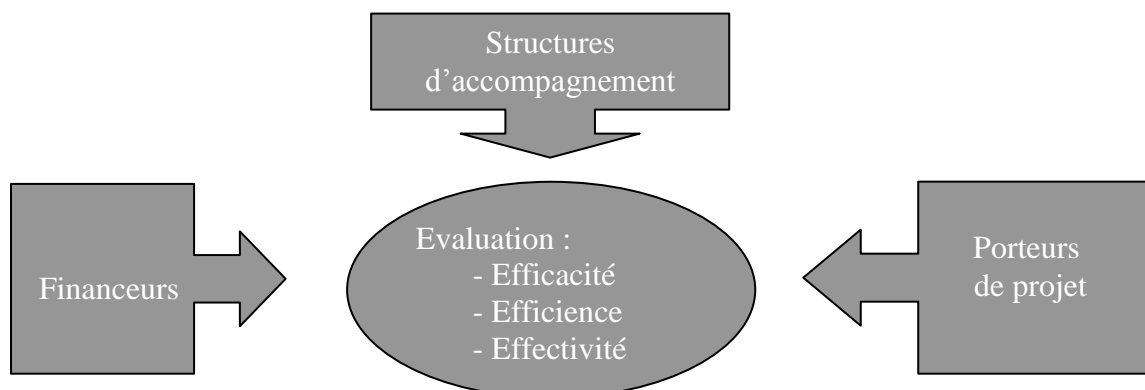 Structures
d’accompagnement
Financeurs
Evaluation :
- Efficacité
- Efficience
- Effectivité
Porteurs
de projet